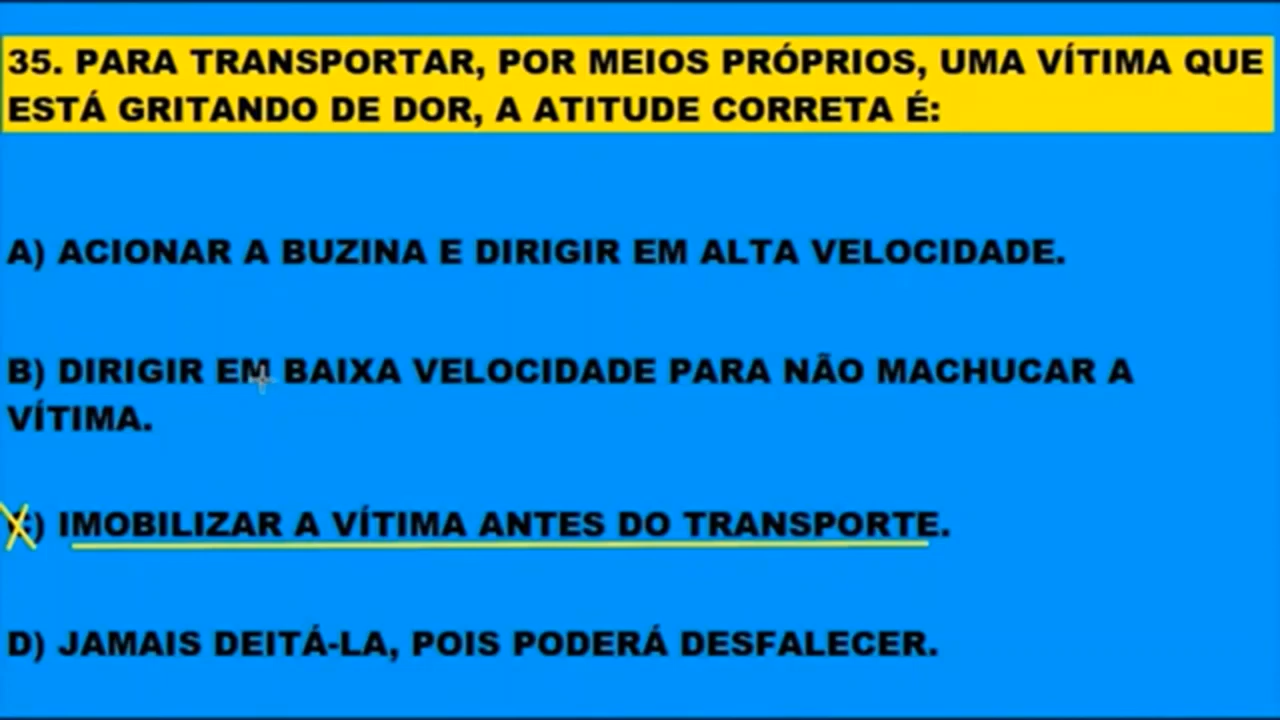 35. PARA TRANSPORTAR, POR MEIOS PRÓPRIOS, UMA VÍTIMA QUE
ESTÁ GRITANDO DE DOR, A ATITUDE CORRETA É:
A) ACIONAR A BUZINA E DIRIGIR EM ALTA VELOCIDADE.
B) DIRIGIR EM BAIXA VELOCIDADE PARA NÃO MACHUCAR A
VÍTIMA.
C) IMOBILIZAR A VÍTIMA ANTES DO TRANSPORTE.
D) JAMAIS DEITÁ-LA, POIS PODERÁ DESFALECER.